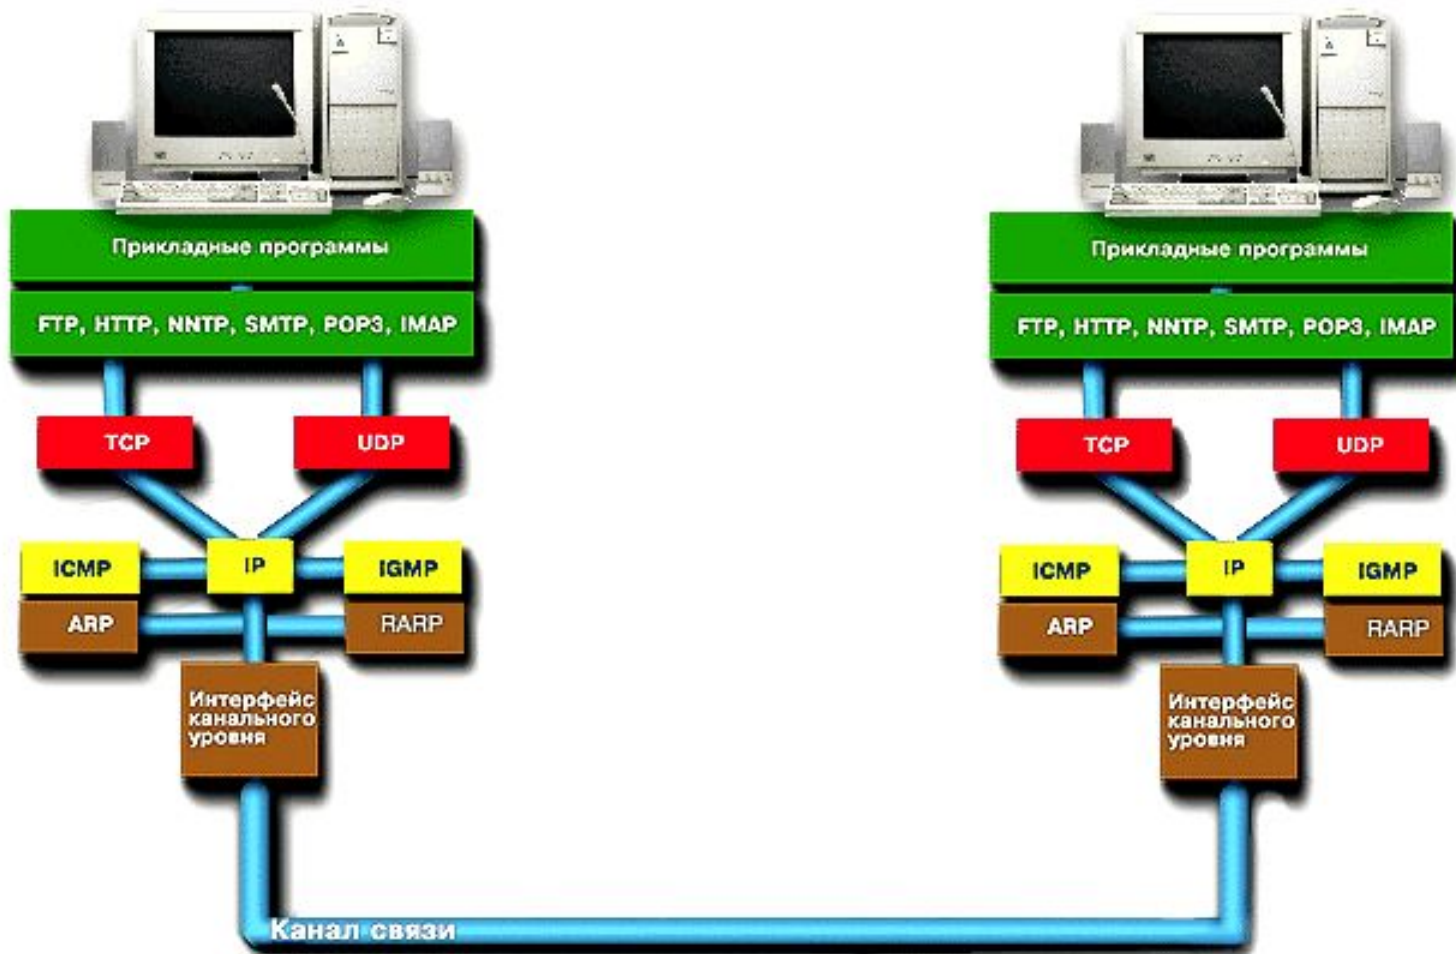 Прикладные программы
FTP, HTTP, NNTP, SMTP, POP3, IMAP
TCP
UDP
ICMP
IP
IGMP
ARP
RARP
Интерфейс
канального
уровня
Прикладные программы
FTP, HTTP, NNTP, SMTP, POP3, IMAP
TCP
UDP
ICMP
IP
IGMP
ARP
RARP
Интерфейс
канального
уровня
Канал связи